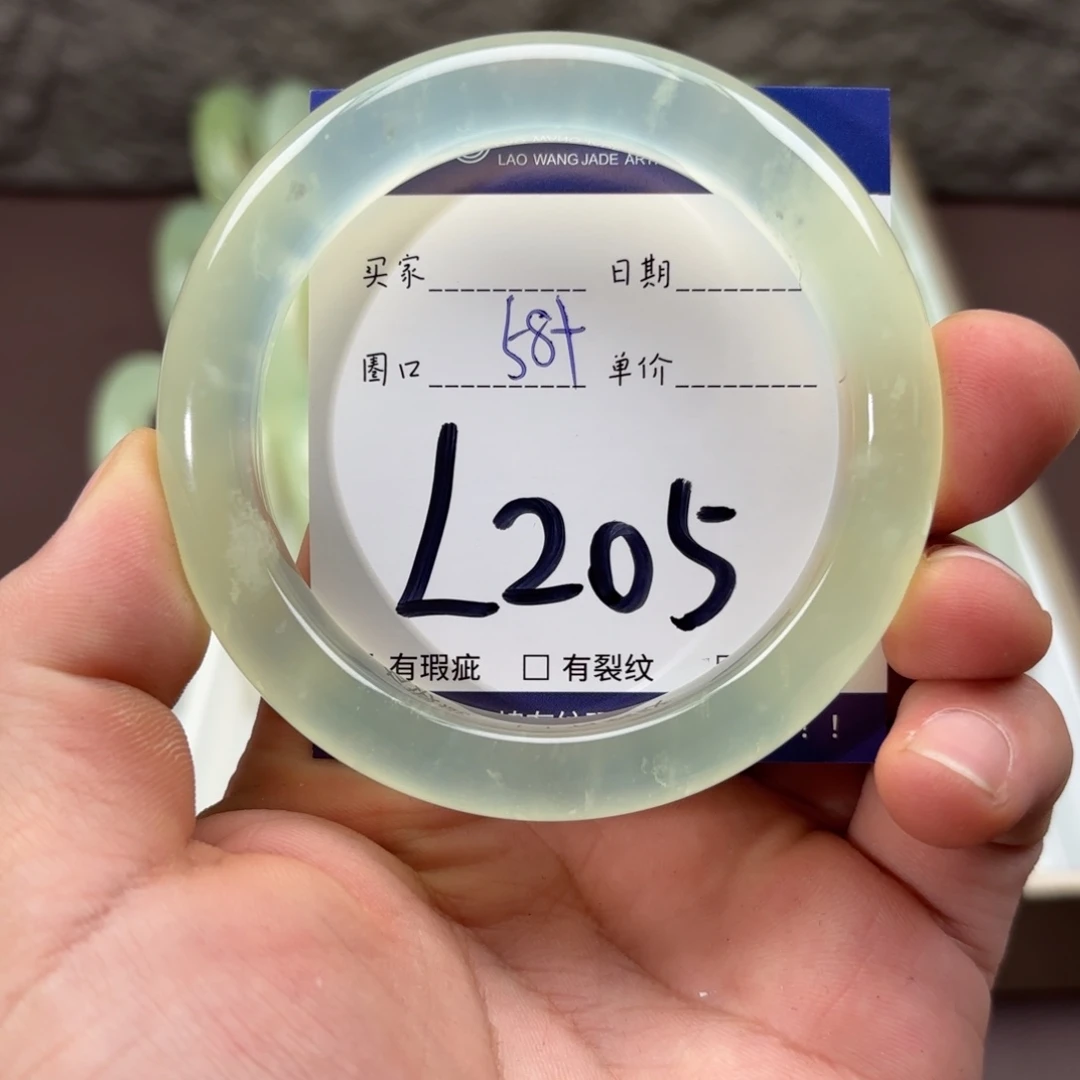 LAO WANG JADE
买家 日期
58+
圈口 单价
L205
有瑕疵 □ 有裂纹
！！